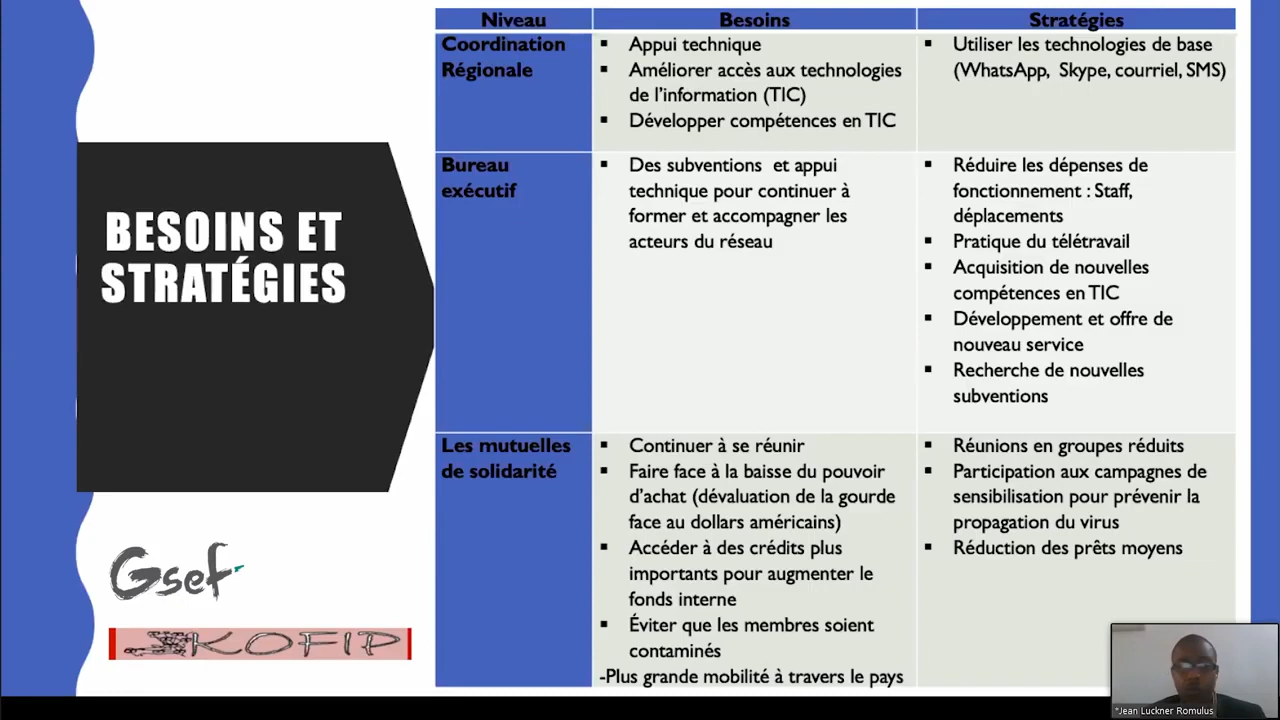 BESOINS ET
STRATÉGIES
Gsef
KOFIP
Niveau Besoins Stratégies
Coordination
Régionale
▪ Appui technique
▪ Améliorer accès aux technologies
de l'information (TIC)
▪ Développer compétences en TIC
▪ Utiliser les technologies de base
(WhatsApp, Skype, courriel, SMS)
Bureau
exécutif
▪ Des subventions et appui
technique pour continuer à
former et accompagner les
acteurs du réseau
▪ Réduire les dépenses de
fonctionnement : Staff,
déplacements
▪ Pratique du télétravail
▪ Acquisition de nouvelles
compétences en TIC
▪ Développement et offre de
nouveau service
▪ Recherche de nouvelles
subventions
Les mutuelles
de solidarité
▪ Continuer à se réunir
▪ Faire face à la baisse du pouvoir
d'achat (dévaluation de la gourde
face au dollars américains)
▪ Accéder à des crédits plus
importants pour augmenter le
fonds interne
▪ Éviter que les membres soient
contaminés
-Plus grande mobilité à travers le pays
▪ Réunions en groupes réduits
▪ Participation aux campagnes de
sensibilisation pour prévenir la
propagation du virus
▪ Réduction des prêts moyens
*Jean Luckner Romulus